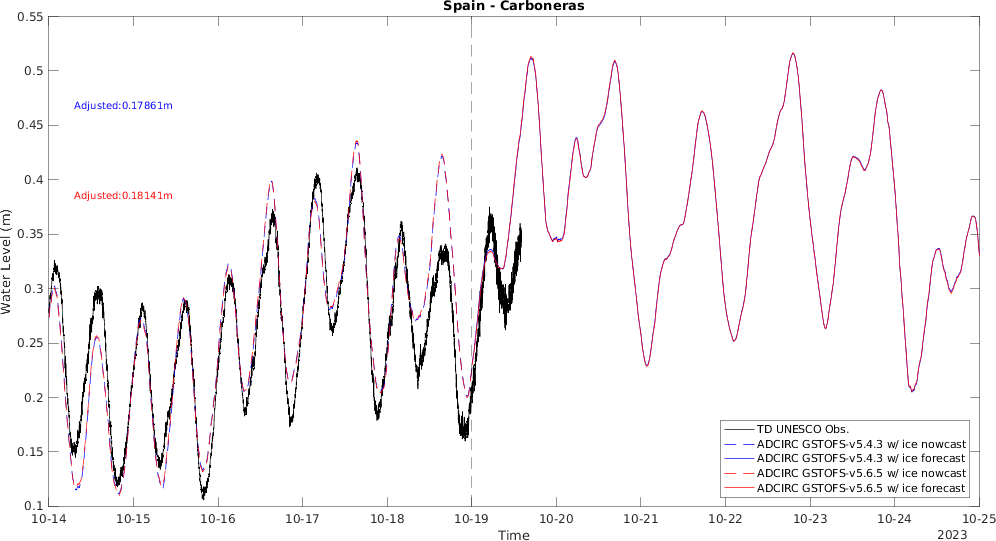 Spain - Carboneras
0.55
0.5
0.45
0.4
0.35
0.3
0.25
0.2
0.15
0.1
Water Level (m)
Adjusted:0.17861m
Adjusted:0.18141m
TD UNESCO Obs.
ADCIRC GSTOFS-v5.4.3 w/ ice nowcast
ADCIRC GSTOFS-v5.4.3 w/ ice forecast
ADCIRC GSTOFS-v5.6.5 w/ ice nowcast
ADCIRC GSTOFS-v5.6.5 w/ ice forecast
10-14 10-15 10-16 10-17 10-18 10-19 10-20 10-21 10-22 10-23 10-24 10-25
Time
2023